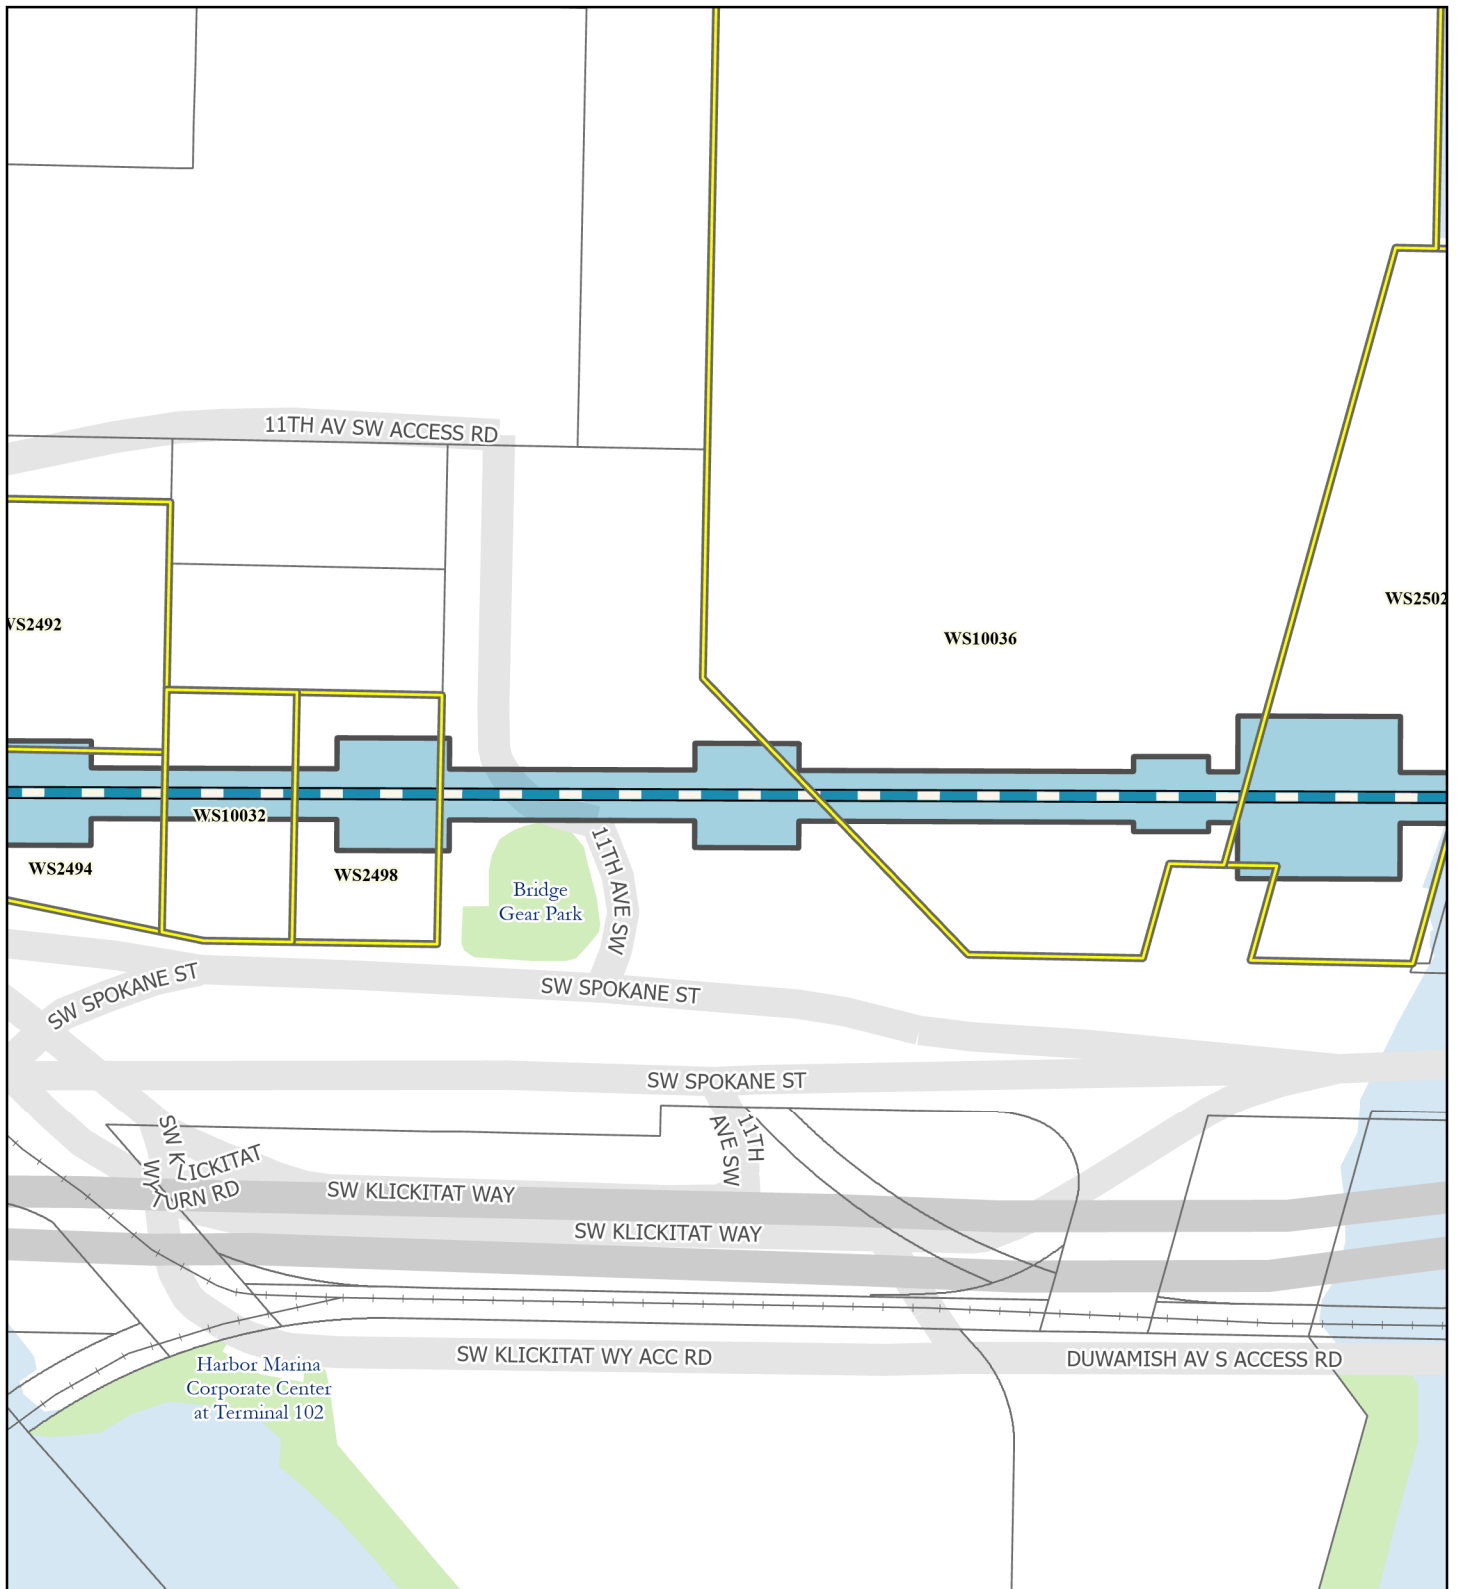 11TH AV SW ACCESS RD
WS2502
VS2492
WS10036
WS10032
WS2494
WS2498
Bridge
Gear Park
11TH AVE SW
SW SPOKANE ST
SW SPOKANE ST
SW SPOKANE ST
SW KLICKITAT
WY TURN RD
11TH
AVE SW
SW KLICKITAT WAY
SW KLICKITAT WAY
SW KLICKITAT WY ACC RD
DUWAMISH AV S ACCESS RD
Harbor Marina
Corporate Center
at Terminal 102